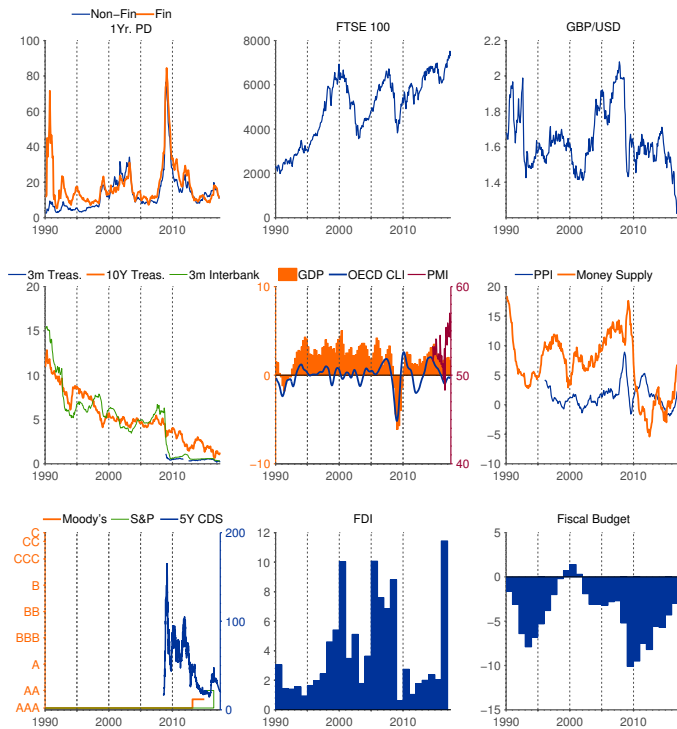 Non-Fin Fin
1Yr. PD
100
80
60
40
20
0
1990 2000 2010
FTSE 100
8000
6000
4000
2000
0
1990 2000 2010
GBP/USD
2.2
2
1.8
1.6
1.4
1990 2000 2010
3m Treas. 10Y Treas. 3m Interbank
20
15
10
5
0
1990 2000 2010
GDP OECD CLI PMI
10 60
0 50
−10 40
1990 2000 2010
PPI Money Supply
20
15
10
5
0
−5
−10
1990 2000 2010
Moody's S&P 5Y CDS
C 200
CC
CCC
B
BB 100
BBB
A
AA
AAA 0
1990 2000 2010
FDI
12
10
8
6
4
2
0
1990 2000 2010
Fiscal Budget
5
0
−5
−10
−15
1990 2000 2010